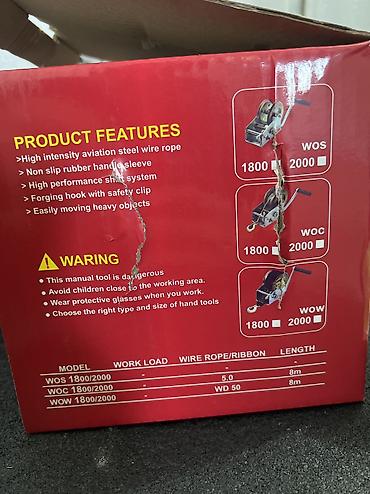 PRODUCT FEATURES
>High intensity aviation steel wire rope
> Non slip rubber handle sleeve
> High performance shift system
> Forging hook with safety clip
> Easily moving heavy objects
WOS
1800 2000
WOC
1800 2000
WOW
1800 2000
WARING
● This manual tool is dangerous
● Avoid children close to the working area.
● Wear protective glasses when you work.
● Choose the right typo and size of hand tools
MODEL WORK LOAD WIRE ROPE/RIBBON LENGTH
WOS 1800/2000 - - 8m
WOC 1800/2000 - 5.0 8m
WOW 1800/2000 - WD 50